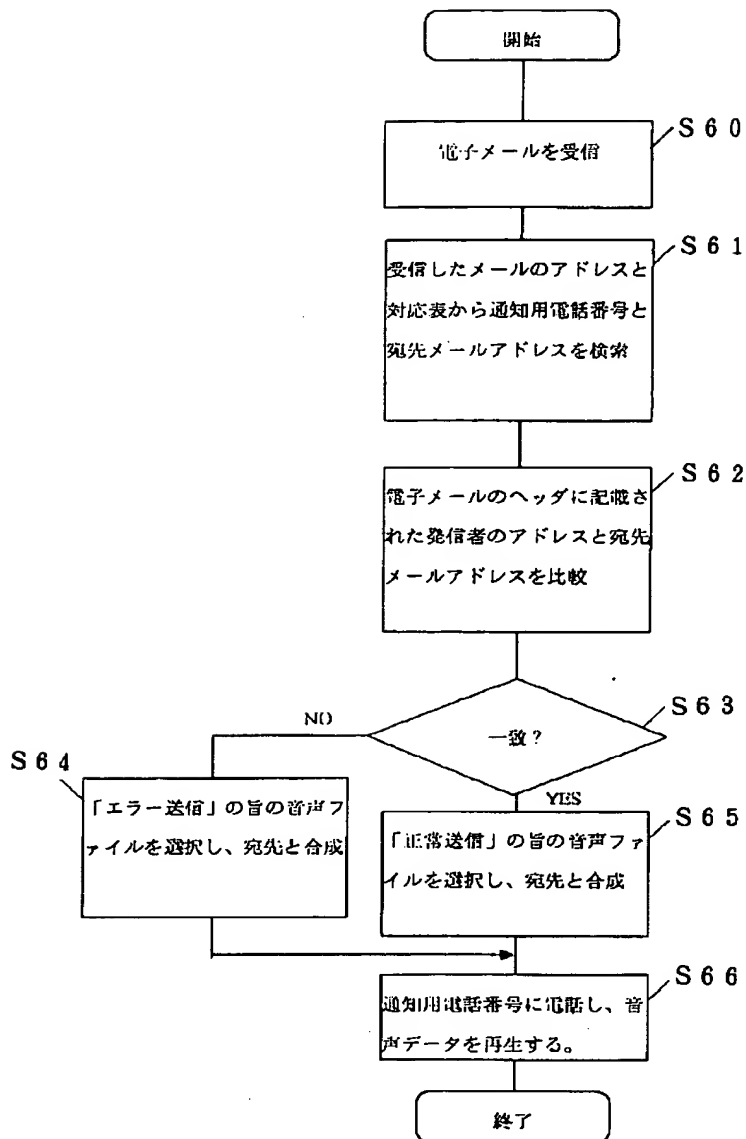 開始
S60
電子メールを受信
S61
受信したメールのアドレスと
対応表から通知用電話番号と
宛先メールアドレスを検索
S62
電子メールのヘッダに記載さ
れた発信者のアドレスと宛先
メールアドレスを比較
S63
一致?
NO
YES
S64
「エラー送信」の旨の音声フ
ァイルを選択し、宛先と合成
S65
「正常送信」の旨の音声ファ
イルを選択し、宛先と合成
S66
通知用電話番号に電話し、音
声データを再生する。
終了